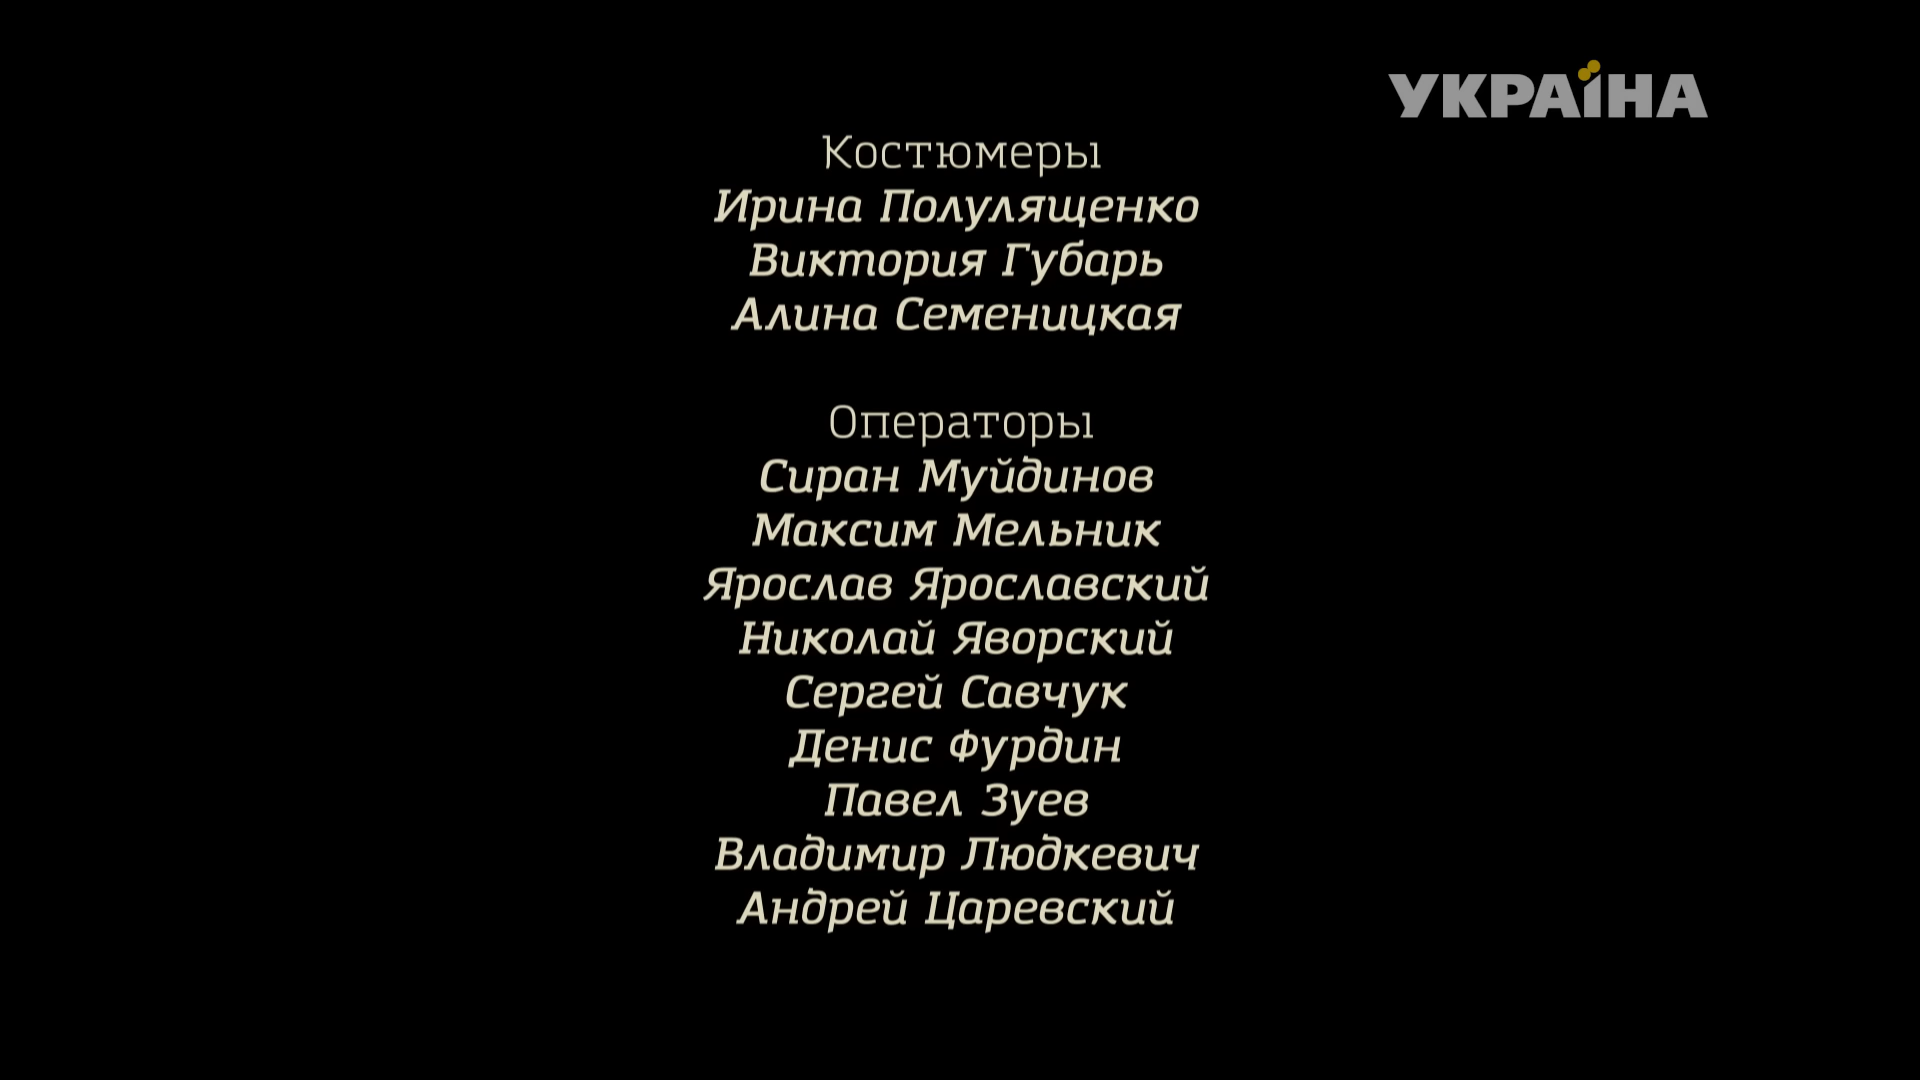 УКРАЇНА
Костюмеры
Ирина Полулященко
Виктория Губарь
Алина Семеницкая
Операторы
Сиран Муйдинов
Максим Мельник
Ярослав Ярославский
Николай Яворский
Сергей Савчук
Денис Фурдин
Павел Зуев
Владимир Людкевич
Андрей Царевский